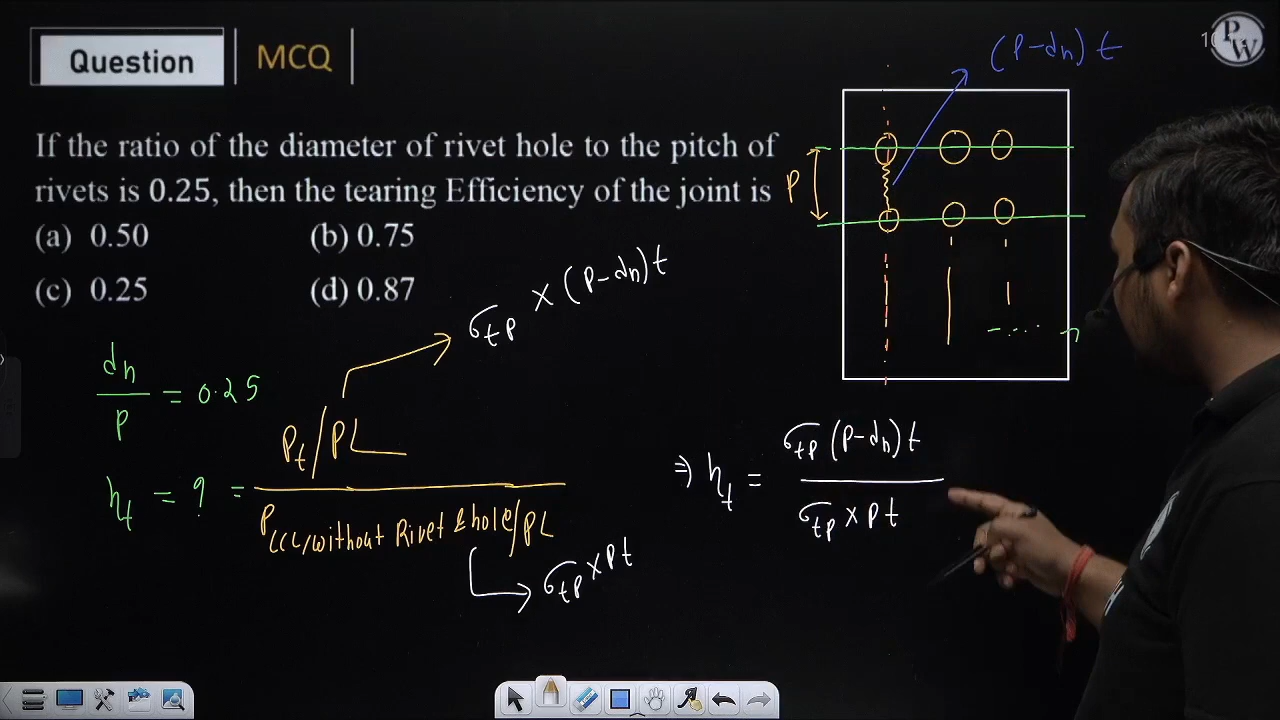 Question
MCQ
PW
(P-dh) t
If the ratio of the diameter of rivet hole to the pitch of
rivets is 0.25, then the tearing Efficiency of the joint is
(a) 0.50
(b) 0.75
(c) 0.25
(d) 0.87
P
σtp × (P-dh) t
dh/P = 0.25
Pt/PL
ηt = ? =
without Rivet & hole/PL
σtp × Pt
⇒ ηt = σtp (P-dh) t / σtp × Pt